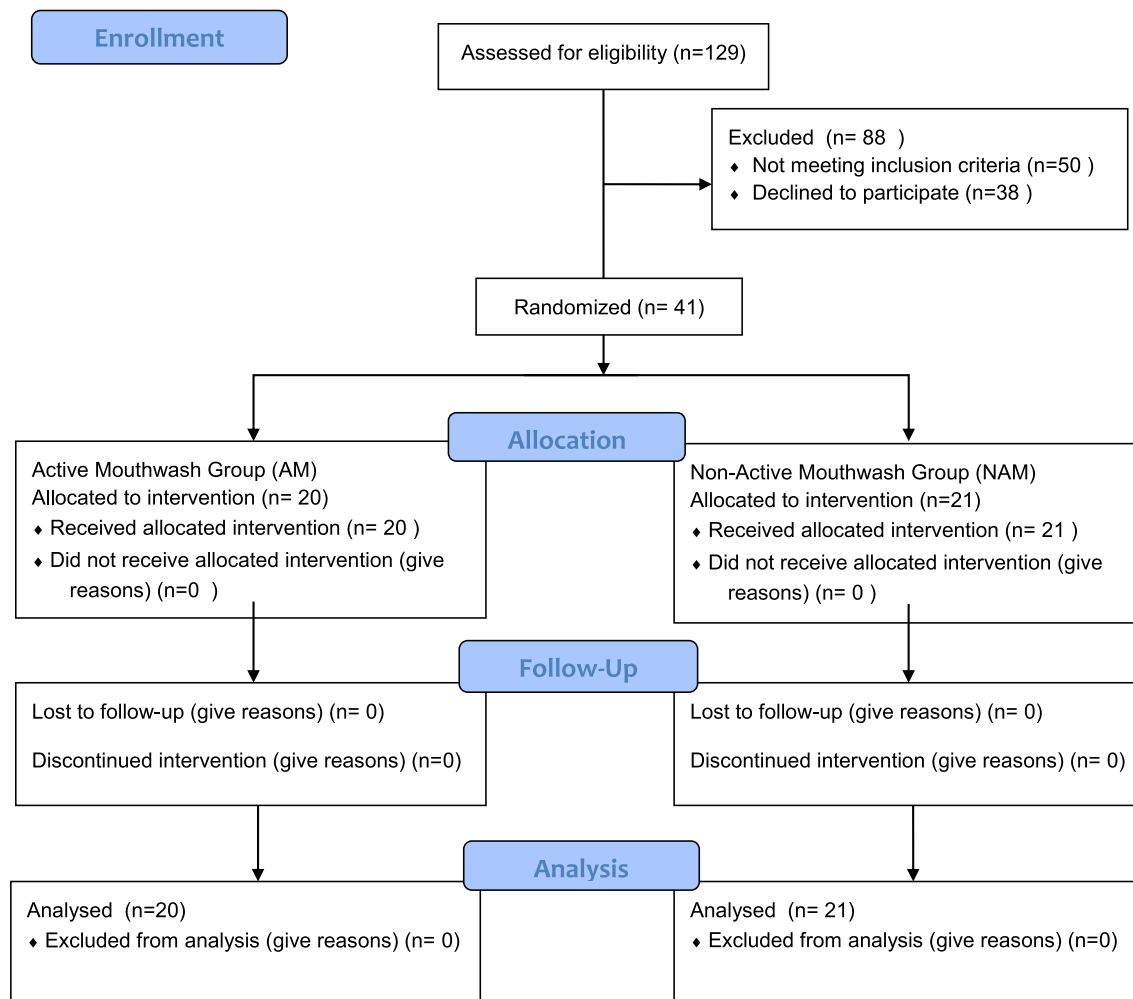 Enrollment
Assessed for eligibility (n=129)
Excluded (n= 88 )
♦ Not meeting inclusion criteria (n=50 )
♦ Declined to participate (n=38 )
Randomized (n= 41)
Allocation
Active Mouthwash Group (AM)
Allocated to intervention (n= 20)
♦ Received allocated intervention (n= 20 )
♦ Did not receive allocated intervention (give
reasons) (n=0 )
Non-Active Mouthwash Group (NAM)
Allocated to intervention (n=21)
♦ Received allocated intervention (n= 21 )
♦ Did not receive allocated intervention (give
reasons) (n= 0 )
Follow-Up
Lost to follow-up (give reasons) (n= 0)
Discontinued intervention (give reasons) (n=0)
Lost to follow-up (give reasons) (n= 0)
Discontinued intervention (give reasons) (n= 0)
Analysis
Analysed (n=20)
♦ Excluded from analysis (give reasons) (n= 0)
Analysed (n= 21)
♦ Excluded from analysis (give reasons) (n=0)